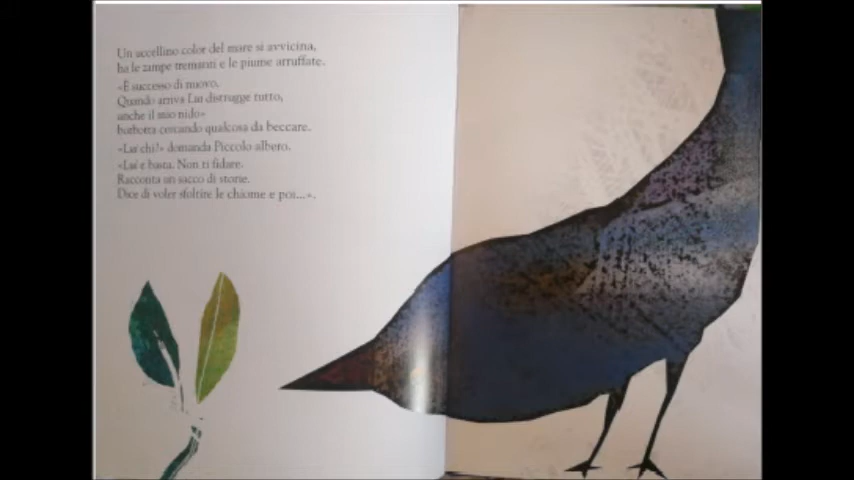 Un uccellino color del mare si avvicina,
ha le zampe tremanti e le piume arruffate.
«È successo di nuovo.
Quando arriva Lui distrugge tutto,
anche il mio nido»
borbotta cercando qualcosa da beccare.
«Lui chi?» domanda Piccolo albero.
«Lui e basta. Non ti fidare.
Racconta un sacco di storie.
Dice di voler sfoltire le chiome e poi...».